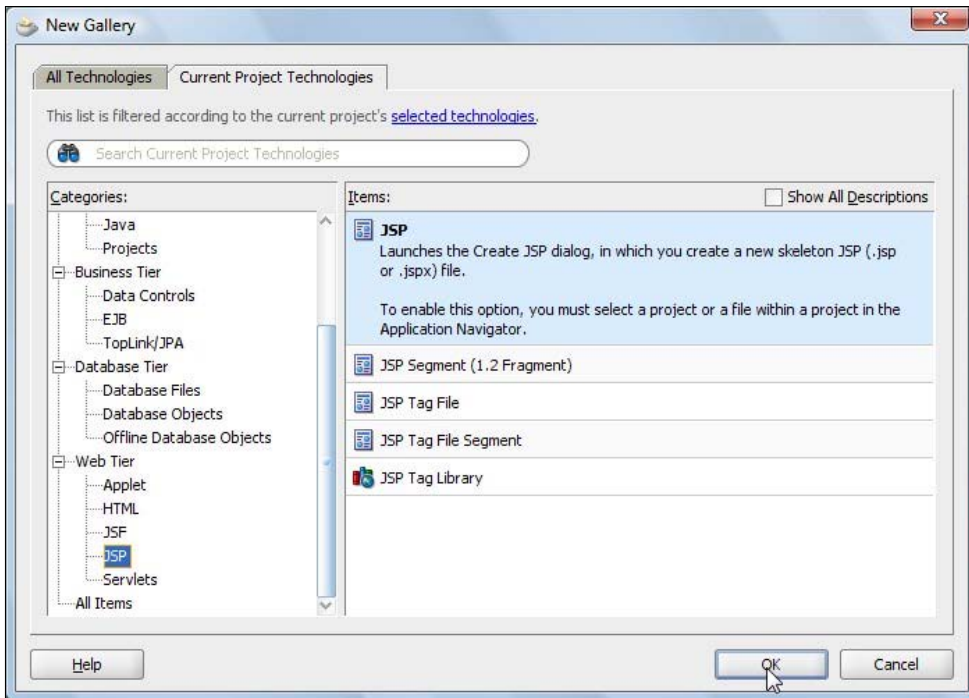 New Gallery
All Technologies
Current Project Technologies
This list is filtered according to the current project's selected technologies.
Search Current Project Technologies
Categories:
Java
Projects
Business Tier
Data Controls
EJB
TopLink/JPA
Database Tier
Database Files
Database Objects
Offline Database Objects
Web Tier
Applet
HTML
JSF
JSP
Servlets
All Items
Items:
Show All Descriptions
JSP
Launches the Create JSP dialog, in which you create a new skeleton JSP (.jsp
or .jspx) file.
To enable this option, you must select a project or a file within a project in the
Application Navigator.
JSP Segment (1.2 Fragment)
JSP Tag File
JSP Tag File Segment
JSP Tag Library
Help
OK
Cancel